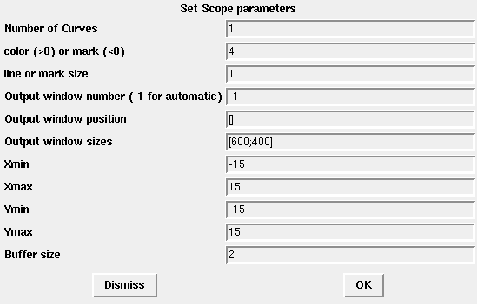 Set Scope parameters
Number of Curves 1
color (>0) or mark (<0) 4
line or mark size 1
Output window number (-1 for automatic) -1
Output window position []
Output window sizes [600;400]
Xmin -15
Xmax 15
Ymin -15
Ymax 15
Buffer size 2
Dismiss OK